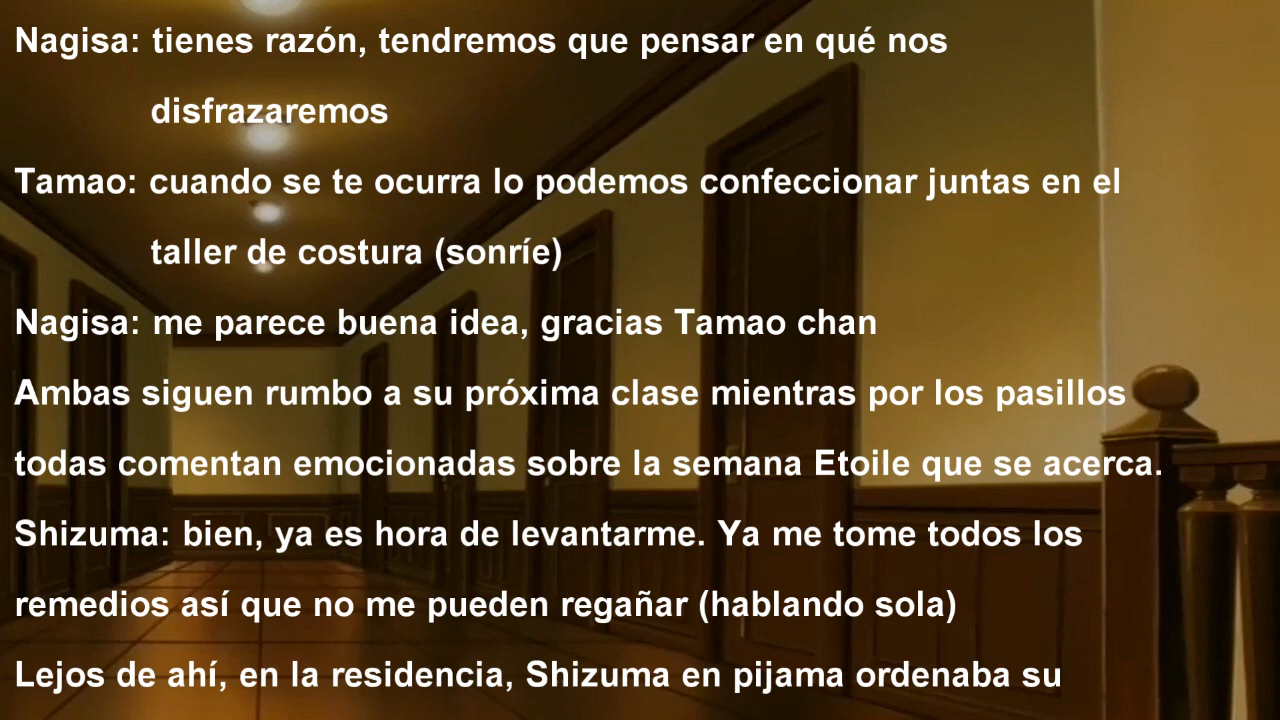 Nagisa: tienes razón, tendremos que pensar en qué nos
disfrazaremos
Tamao: cuando se te ocurra lo podemos confeccionar juntas en el
taller de costura (sonríe)
Nagisa: me parece buena idea, gracias Tamao chan
Ambas siguen rumbo a su próxima clase mientras por los pasillos
todas comentan emocionadas sobre la semana Etoile que se acerca.
Shizuma: bien, ya es hora de levantarme. Ya me tome todos los
remedios así que no me pueden regañar (hablando sola)
Lejos de ahí, en la residencia, Shizuma en pijama ordenaba su